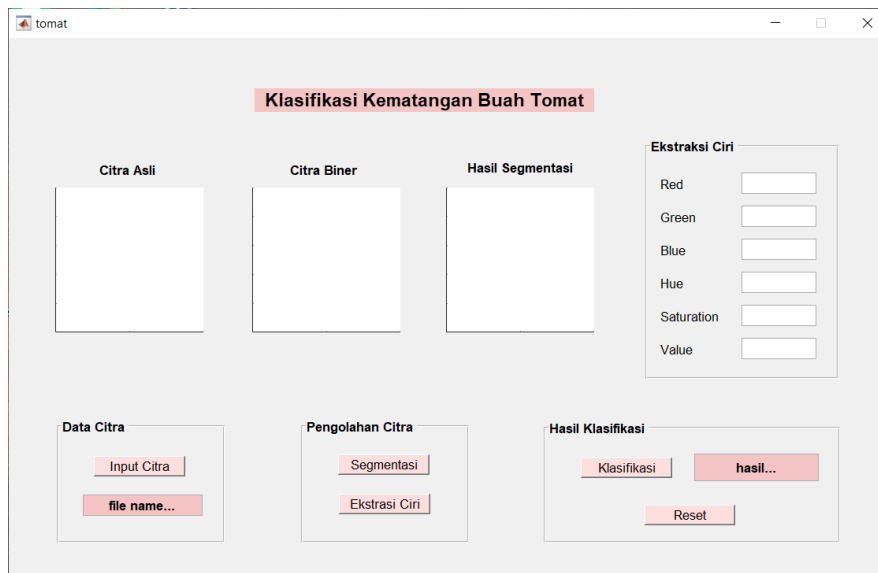 tomat
Klasifikasi Kematangan Buah Tomat
Citra Asli
Citra Biner
Hasil Segmentasi
Ekstraksi Ciri
Red
Green
Blue
Hue
Saturation
Value
Data Citra
Input Citra
file name...
Pengolahan Citra
Segmentasi
Ekstrasi Ciri
Hasil Klasifikasi
Klasifikasi
hasil...
Reset